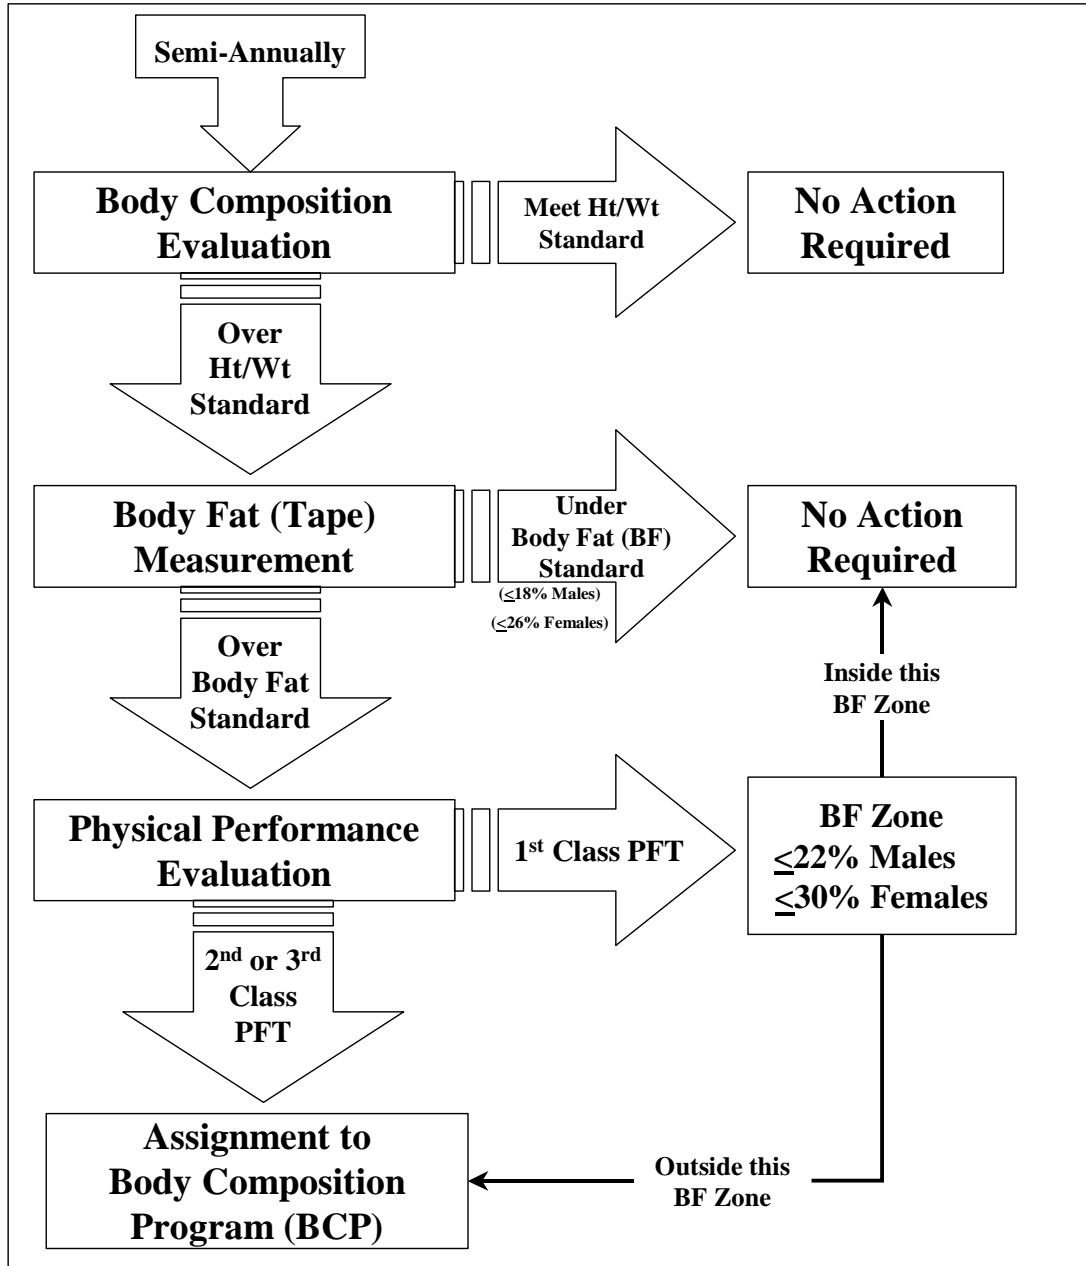 Semi-Annually
Body Composition
Evaluation
Meet Ht/Wt
Standard
No Action
Required
Over
Ht/Wt
Standard
Body Fat (Tape)
Measurement
Under
Body Fat (BF)
Standard
(≤18% Males)
(≤26% Females)
No Action
Required
Over
Body Fat
Standard
Inside this
BF Zone
Physical Performance
Evaluation
1st Class PFT
BF Zone
≤22% Males
≤30% Females
2nd or 3rd
Class
PFT
Assignment to
Body Composition
Program (BCP)
Outside this
BF Zone